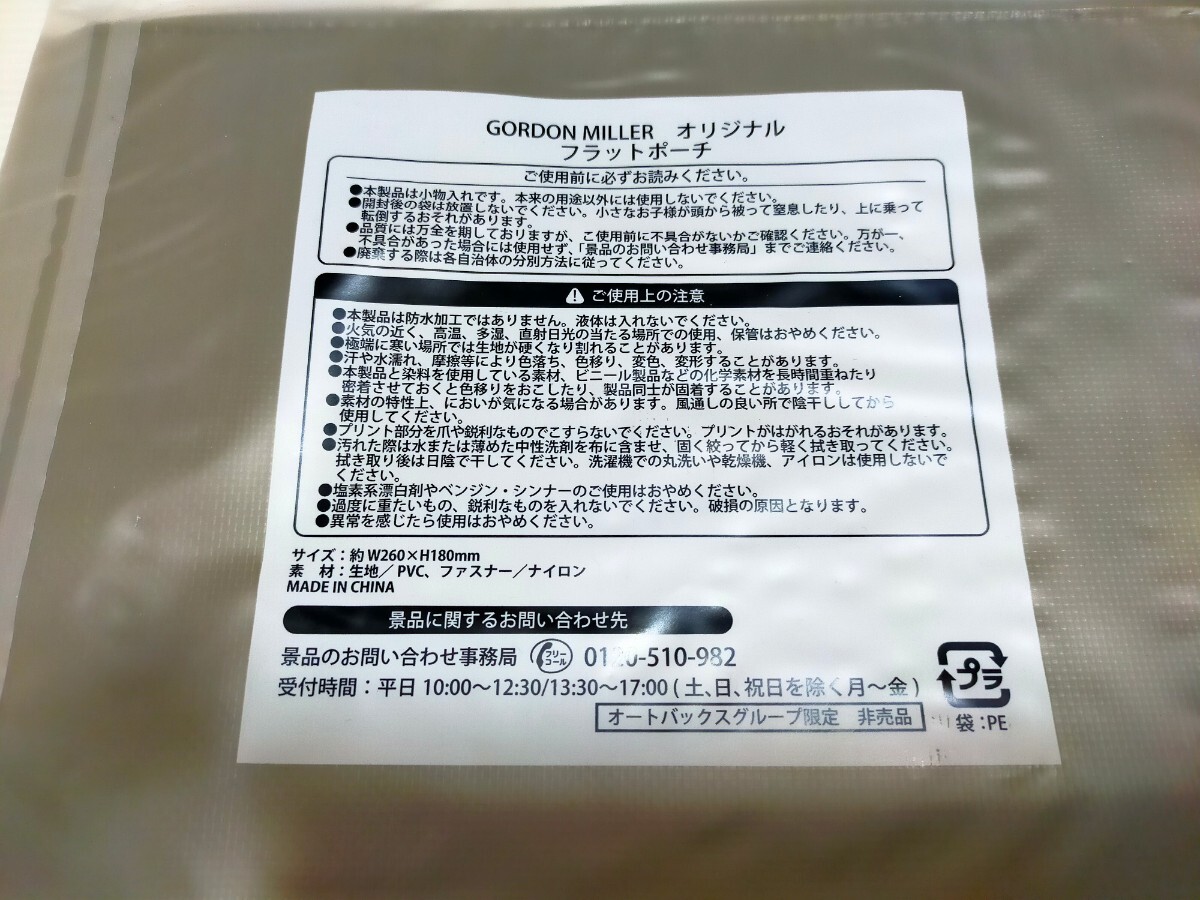 GORDON MILLER オリジナル
フラットポーチ
ご使用前に必ずお読みください。
●本製品は小物入れです。本来の用途以外には使用しないでください。
●開封後の袋は放置しないでください。小さなお子様が頭から被って窒息したり、上に乗って
転倒するおそれがあります。
●品質には万全を期しておりますが、ご使用前に不具合がないかご確認ください。万が一、
不具合があった場合には使用せず、「景品のお問い合わせ事務局」までご連絡ください。
●廃棄する際は各自治体の分別方法に従ってください。
ご使用上の注意
●本製品は防水加工ではありません。液体は入れないでください。
●火気の近く、高温、多湿、直射日光の当たる場所での使用、保管はおやめください。
●極端に寒い場所では生地が硬くなり割れることがあります。
●汗や水濡れ、摩擦等により色落ち、色移り、変色、変形することがあります。
●本製品と染料を使用している素材、ビニール製品などの化学素材を長時間重ねたり
密着させておくと色移りをおこしたり、製品同士が固着することがあります。
●素材の特性上、においが気になる場合があります。風通しの良い所で陰干ししてから
使用してください。
●プリント部分を爪や鋭利なものでこすらないでください。プリントがはがれるおそれがあります。
●汚れた際は水または薄めた中性洗剤を布に含ませ、固く絞ってから軽く拭き取ってください。
拭き取り後は日陰で干してください。洗濯機での丸洗いや乾燥機、アイロンは使用しないで
ください。
●塩素系漂白剤やベンジン・シンナーのご使用はおやめください。
●過度に重たいもの、鋭利なものを入れないでください。破損の原因となります。
●異常を感じたら使用はおやめください。
サイズ：約 W260×H180mm
素　材：生地／PVC、ファスナー／ナイロン
MADE IN CHINA
景品に関するお問い合わせ先
景品のお問い合わせ事務局 フリーコール 0120-510-982
受付時間：平日 10:00～12:30/13:30～17:00 ( 土、日、祝日を除く月～金 )
オートバックスグループ限定　非売品
プラ
袋：PE